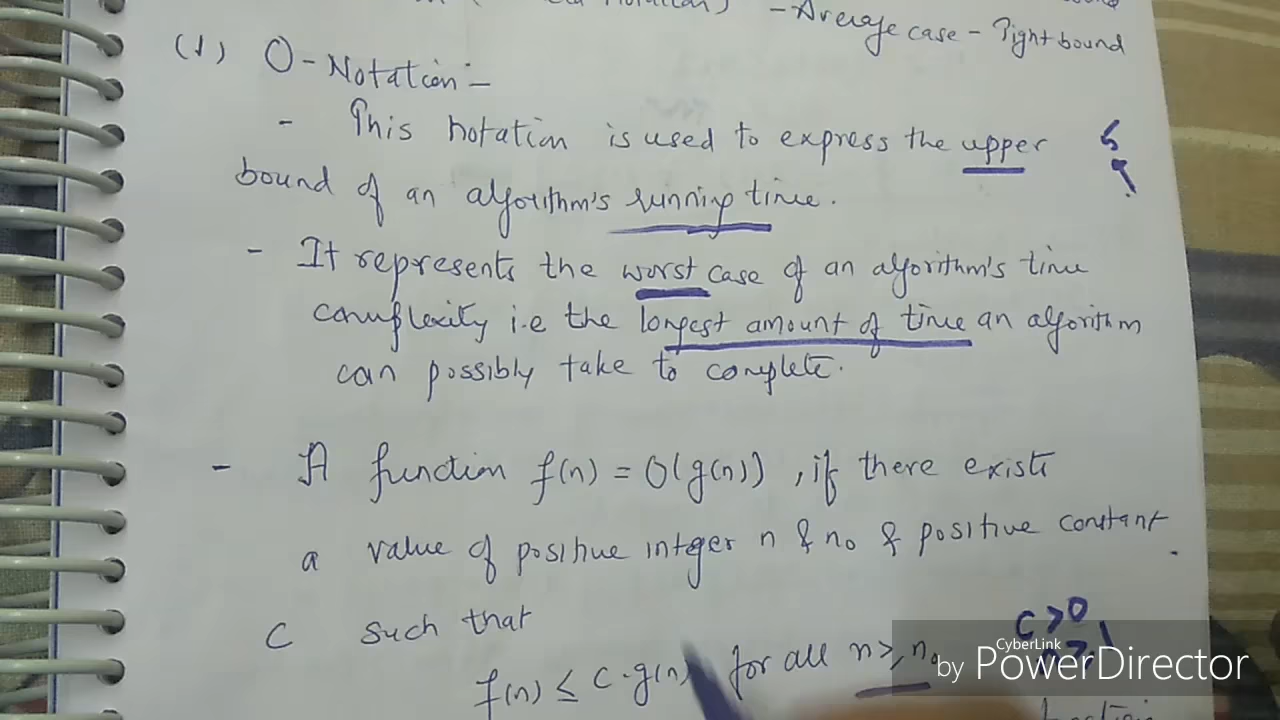 - Average case - Tight bound
(1) O - Notation :-
- This notation is used to express the upper
bound of an algorithm's running time.
- It represents the worst case of an algorithm's time
complexity i.e the longest amount of time an algorithm
can possibly take to complete.
- A function f(n) = O(g(n)), if there exists
a value of positive integer n & n₀ & positive constant
c such that
f(n) ≤ c.g(n) for all n ≥ n₀
c > 0
CyberLink
by PowerDirector